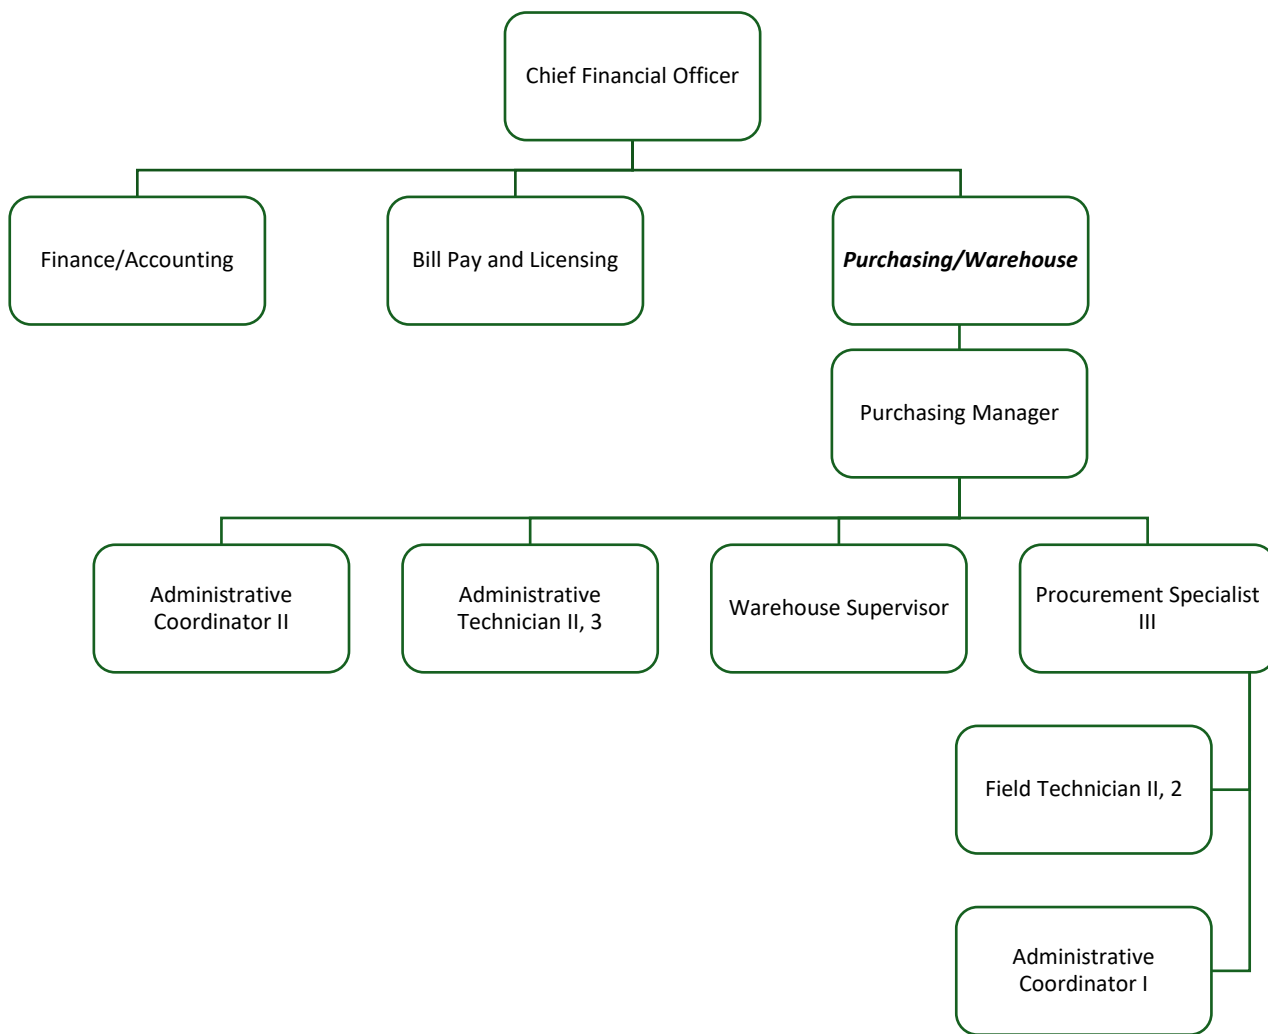 Chief Financial Officer
Finance/Accounting
Bill Pay and Licensing
Purchasing/Warehouse
Purchasing Manager
Administrative
Coordinator II
Administrative
Technician II, 3
Warehouse Supervisor
Procurement Specialist
III
Field Technician II, 2
Administrative
Coordinator I